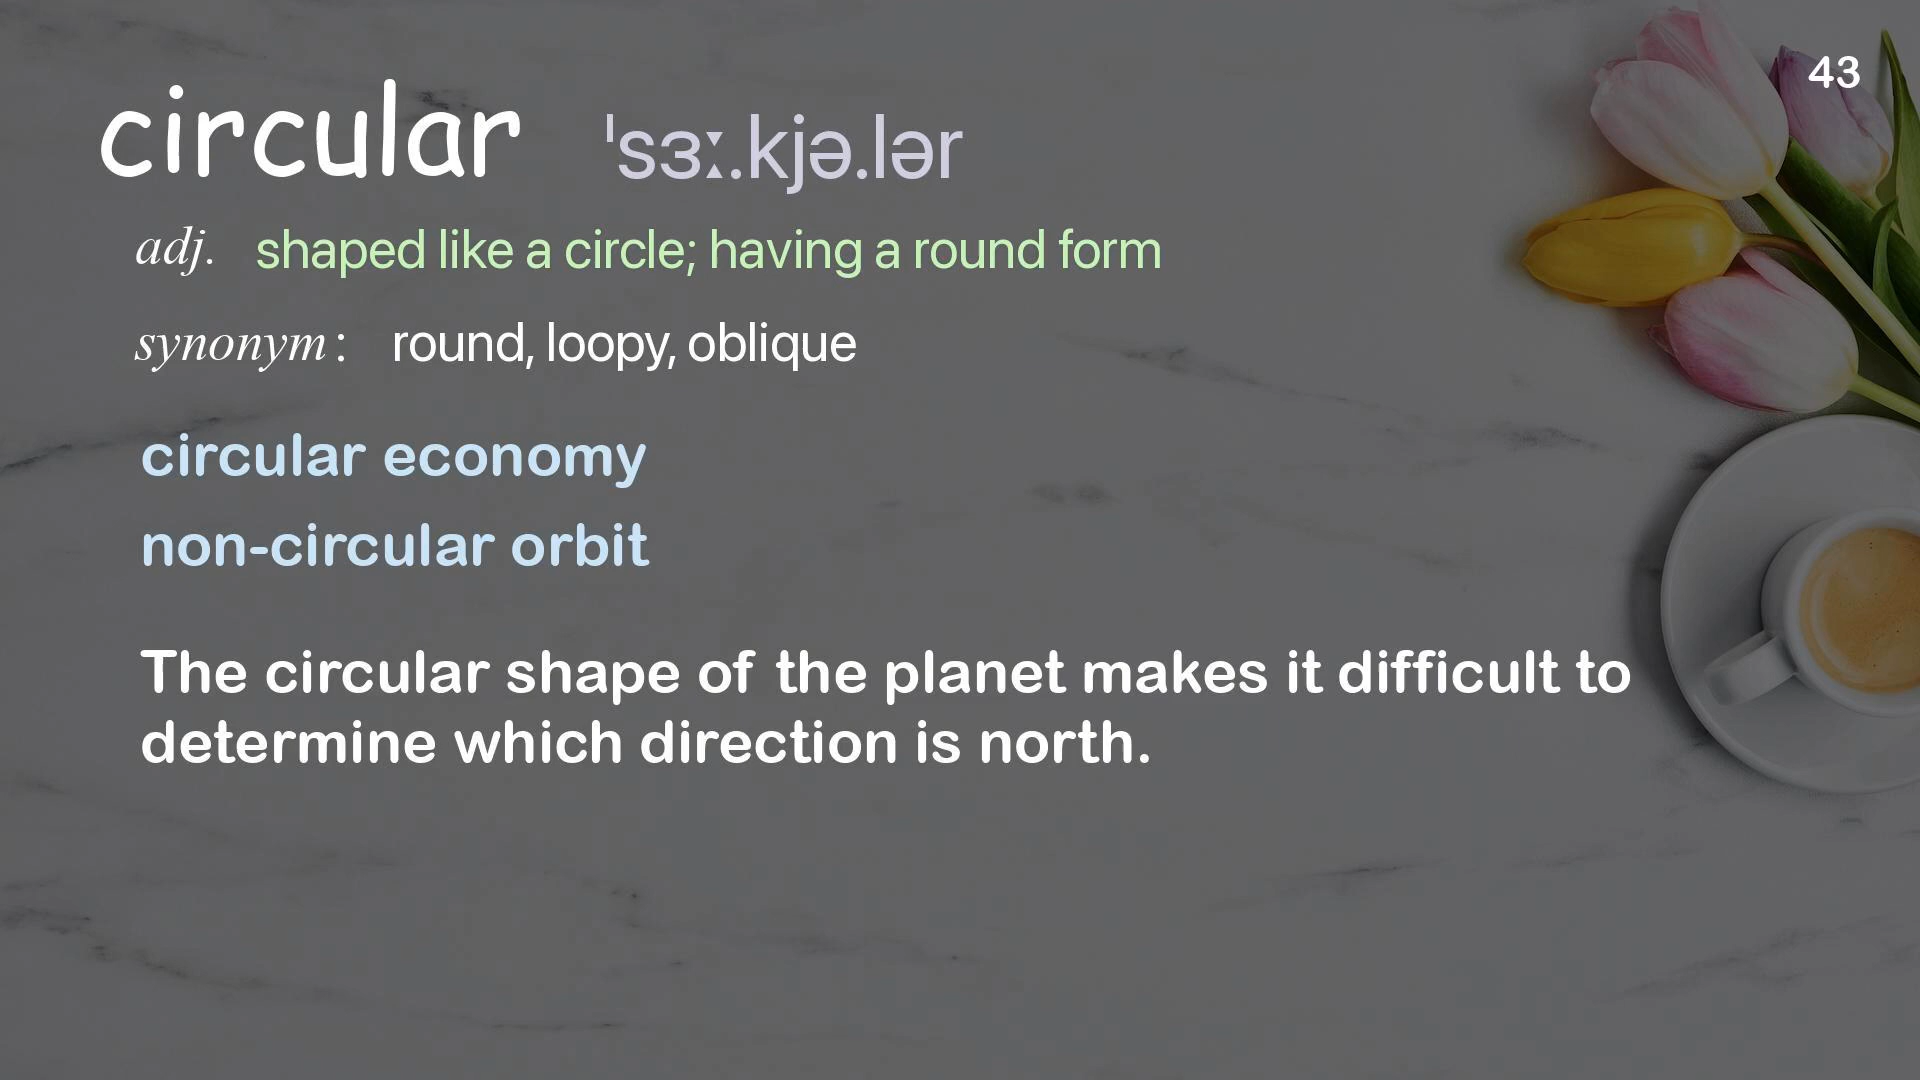 43
circular ˈsɜː.kjə.lər
adj. shaped like a circle; having a round form
synonym: round, loopy, oblique
circular economy
non-circular orbit
The circular shape of the planet makes it difficult to
determine which direction is north.